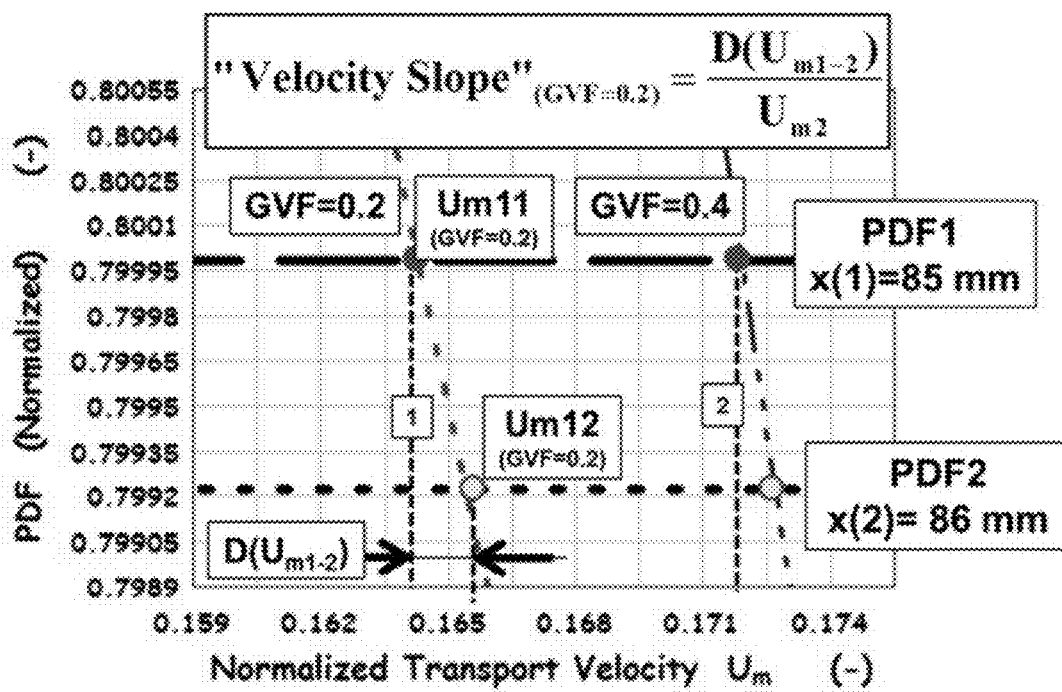 "Velocity Slope"(GVF=0.2) = D(Um1-2) / Um2
PDF (Normalized) (-)
0.80055
0.8004
0.80025
0.8001
0.79995
0.7998
0.79965
0.7995
0.79935
0.7992
0.79905
0.7989
GVF=0.2
Um11
(GVF=0.2)
GVF=0.4
PDF1
x(1)=85 mm
1
2
Um12
(GVF=0.2)
PDF2
x(2)= 86 mm
D(Um1-2)
0.159 0.162 0.165 0.168 0.171 0.174
Normalized Transport Velocity Um (-)